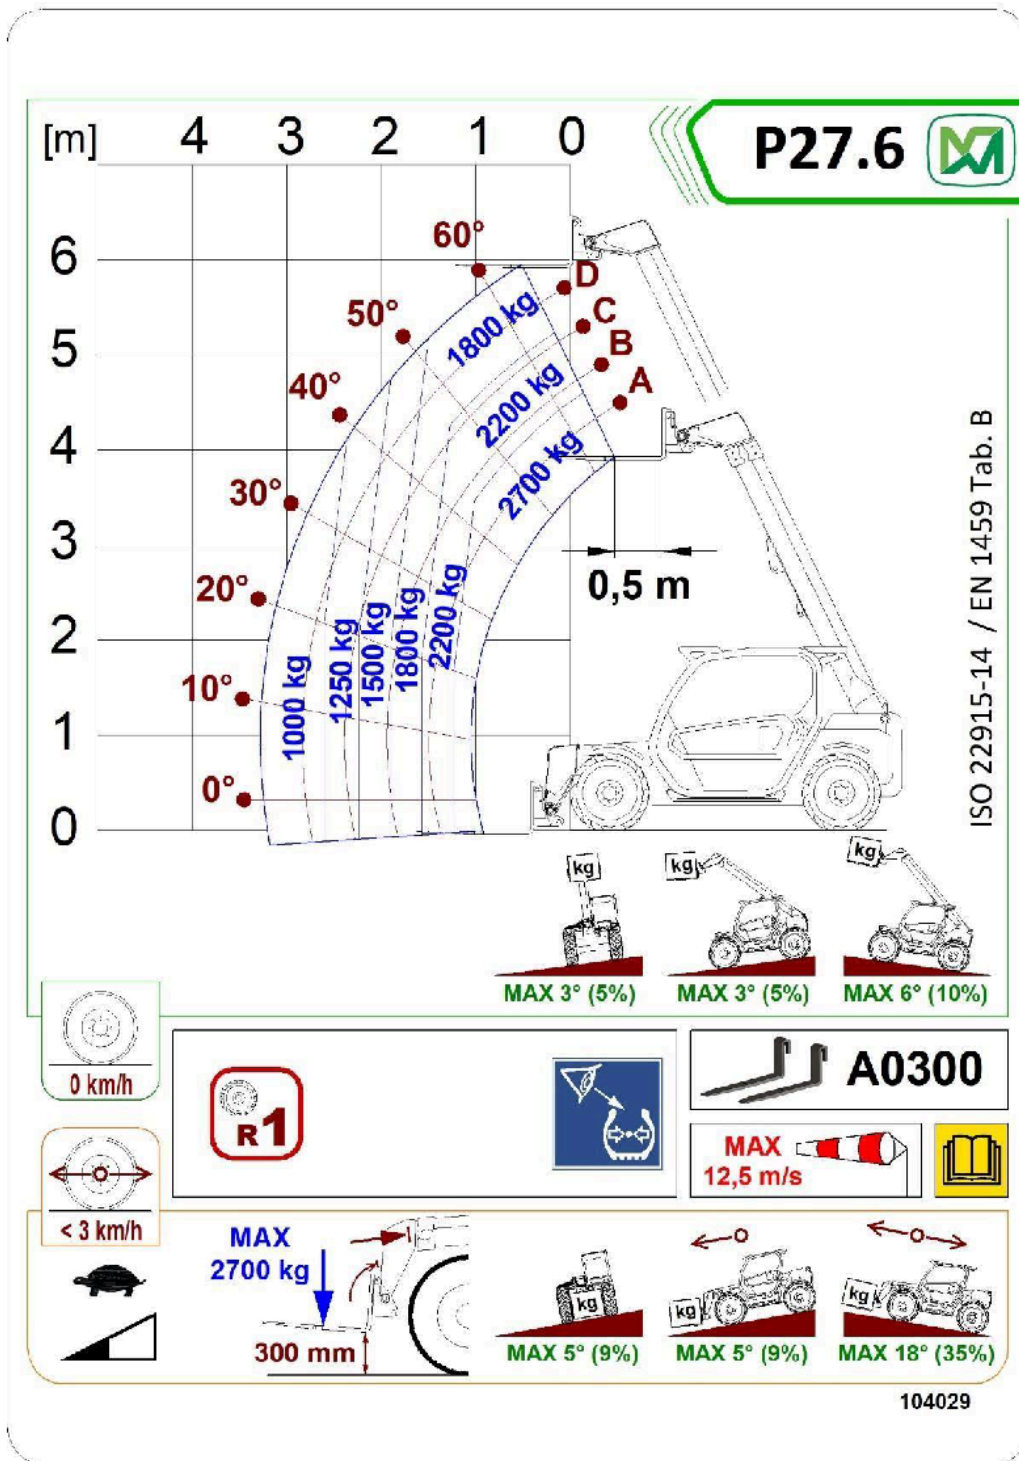 [m] 4 3 2 1 0
P27.6
6
5
4
3
2
1
0
60°
50°
40°
30°
20°
10°
0°
D
C
B
A
1800 kg
2200 kg
2700 kg
1000 kg
1250 kg
1500 kg
1800 kg
2200 kg
0,5 m
ISO 22915-14 / EN 1459 Tab. B
kg
kg
kg
MAX 3° (5%)
MAX 3° (5%)
MAX 6° (10%)
0 km/h
R1
A0300
MAX
12,5 m/s
< 3 km/h
MAX
2700 kg
300 mm
kg
kg
kg
MAX 5° (9%)
MAX 5° (9%)
MAX 18° (35%)
104029